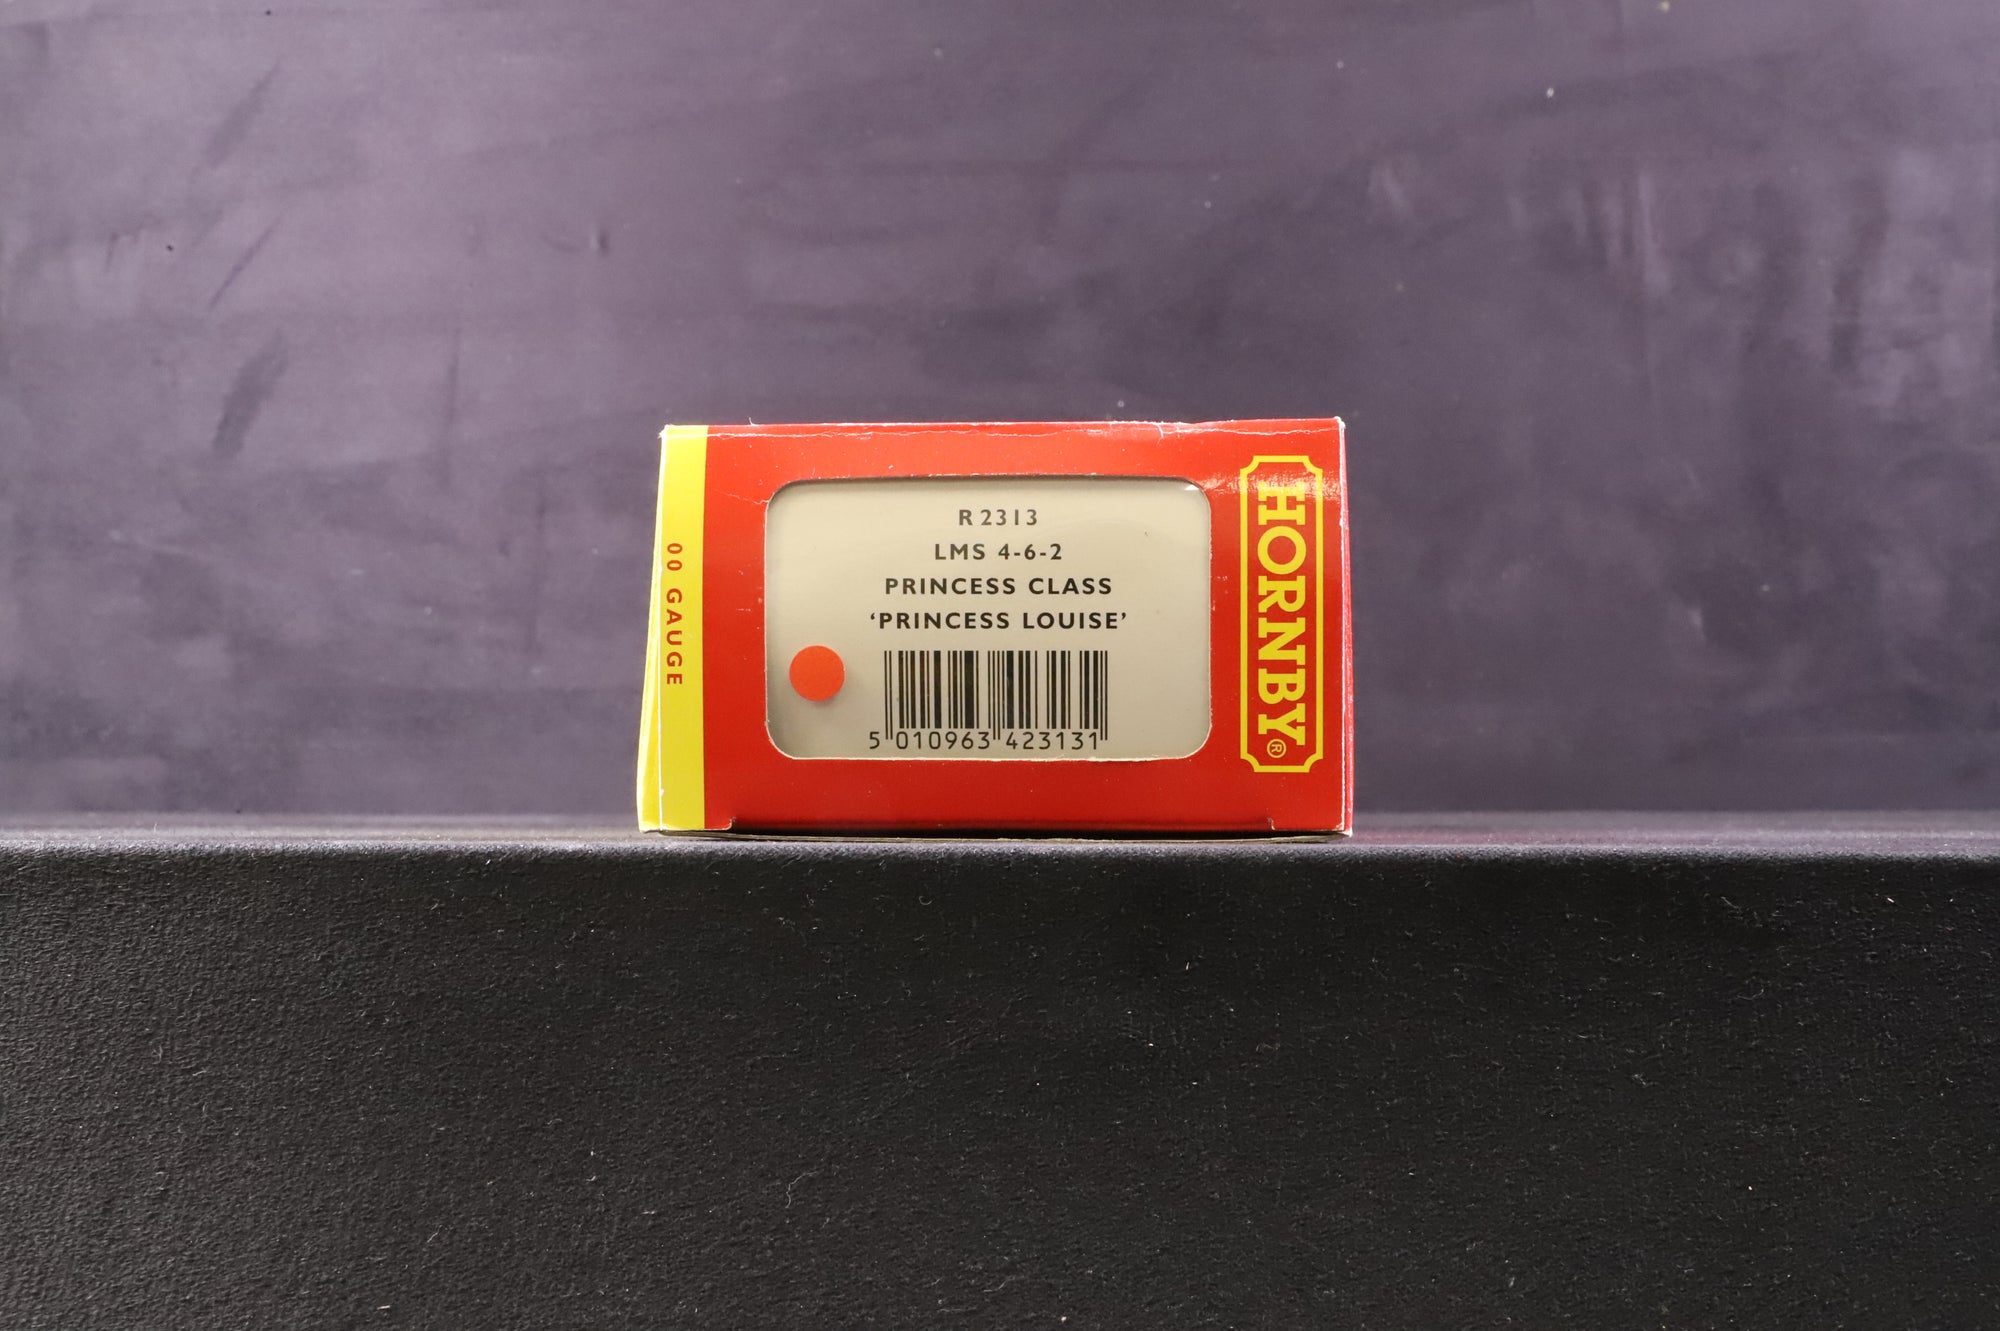 00 GAUGE
R 2313
LMS 4-6-2
PRINCESS CLASS
‘PRINCESS LOUISE’
5 010963 423131
HORNBY®